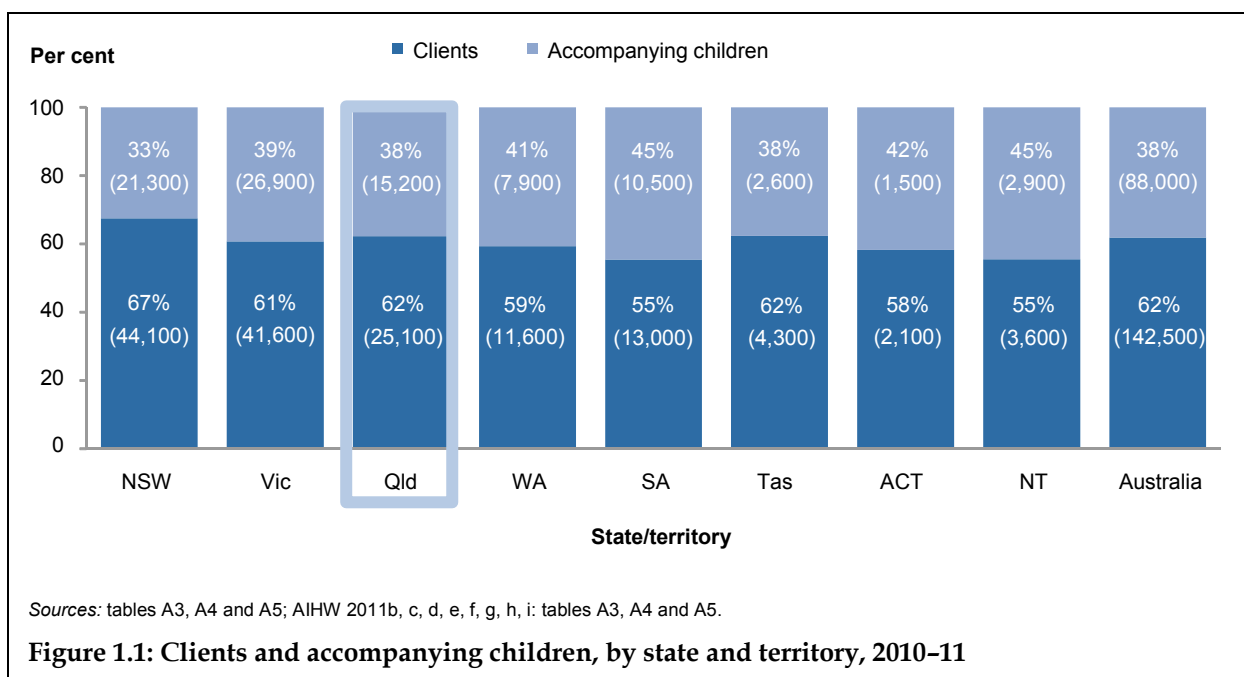 Per cent
Clients
Accompanying children
100
80
60
40
20
0
33%
(21,300)
39%
(26,900)
38%
(15,200)
41%
(7,900)
45%
(10,500)
38%
(2,600)
42%
(1,500)
45%
(2,900)
38%
(88,000)
67%
(44,100)
61%
(41,600)
62%
(25,100)
59%
(11,600)
55%
(13,000)
62%
(4,300)
58%
(2,100)
55%
(3,600)
62%
(142,500)
NSW
Vic
Qld
WA
SA
Tas
ACT
NT
Australia
State/territory
Sources: tables A3, A4 and A5; AIHW 2011b, c, d, e, f, g, h, i: tables A3, A4 and A5.
Figure 1.1: Clients and accompanying children, by state and territory, 2010–11